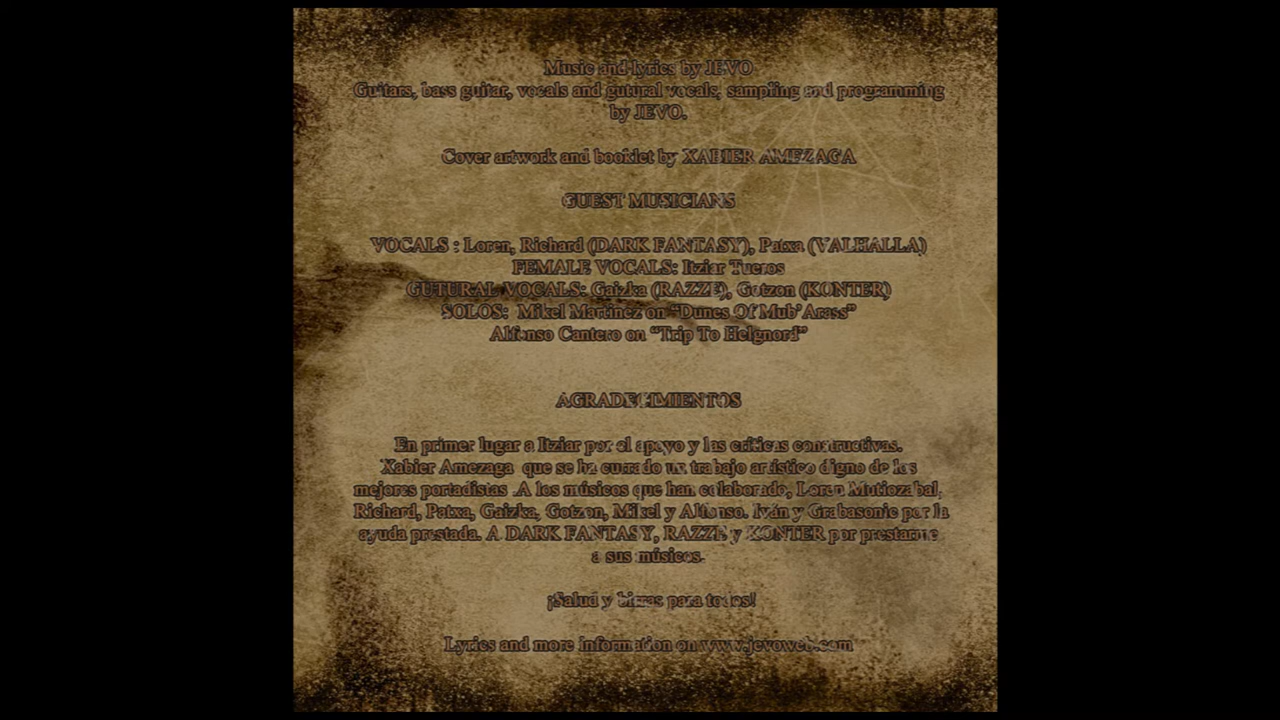 Music and lyrics by JEVO
Guitars, bass guitar, vocals and gutural vocals, sampling and programming
by JEVO.
Cover artwork and booklet by XABIER AMEZAGA
GUEST MUSICIANS
VOCALS : Loren, Richard (DARK FANTASY), Patxa (VALHALLA)
FEMALE VOCALS: Itziar Tueros
GUTURAL VOCALS: Gaizka (RAZZE), Gotzon (KONTER)
SOLOS: Mikel Martinez on “Dunes Of Mub’Arass”
Alfonso Cantero on “Trip To Helgnord”
AGRADECIMIENTOS
En primer lugar a Itziar por el apoyo y las críticas constructivas.
Xabier Amezaga que se ha currado un trabajo artístico digno de los
mejores portadistas .A los músicos que han colaborado, Loren Mutiozabal,
Richard, Patxa, Gaizka, Gotzon, Mikel y Alfonso. Iván y Grabasonic por la
ayuda prestada. A DARK FANTASY, RAZZE y KONTER por prestarme
a sus músicos.
¡Salud y birras para todos!
Lyrics and more information on www.jevoweb.com